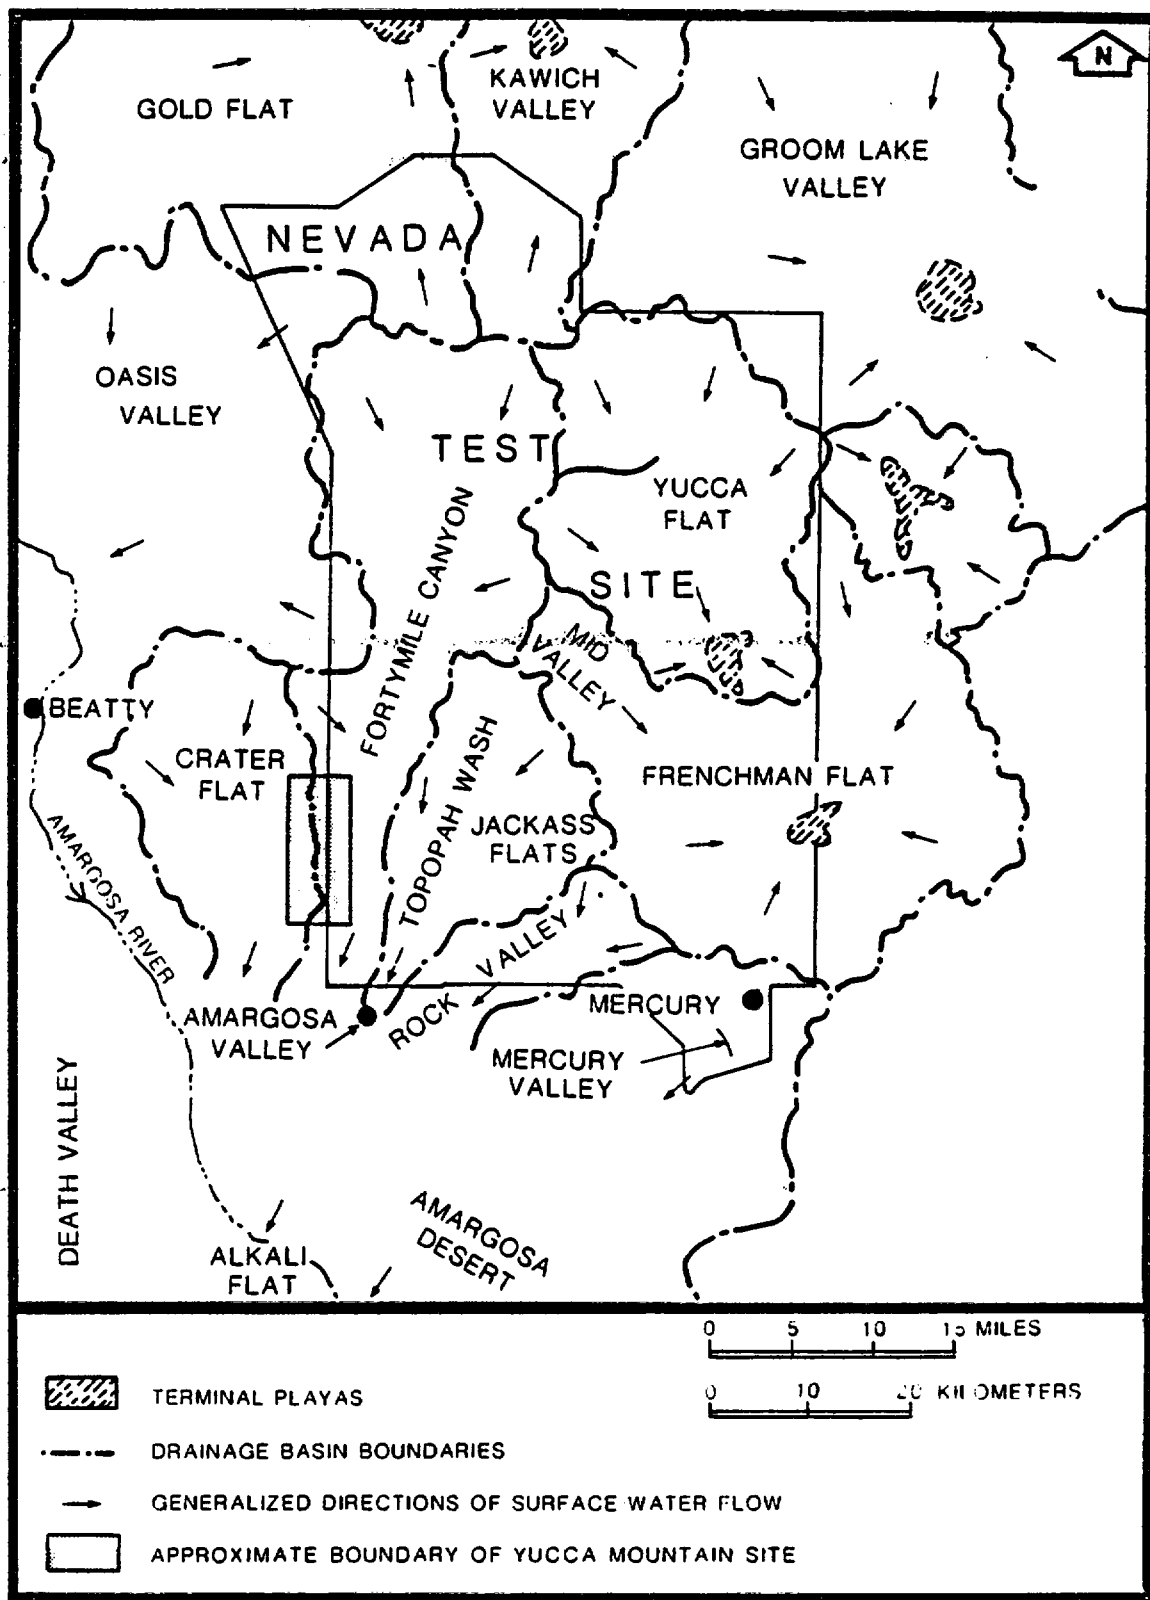 N
KAWICH
VALLEY
GOLD FLAT
GROOM LAKE
VALLEY
NEVADA
OASIS
VALLEY
TEST
YUCCA
FLAT
FORTYMILE CANYON
SITE
MID
VALLEY
BEATTY
CRATER
FLAT
TOPOPAH WASH
FRENCHMAN FLAT
JACKASS
FLATS
AMARGOSA RIVER
ROCK VALLEY
AMARGOSA
VALLEY
MERCURY
MERCURY
VALLEY
DEATH VALLEY
AMARGOSA
DESERT
ALKALI
FLAT
0 5 10 15 MILES
0 10 20 KILOMETERS
TERMINAL PLAYAS
DRAINAGE BASIN BOUNDARIES
GENERALIZED DIRECTIONS OF SURFACE WATER FLOW
APPROXIMATE BOUNDARY OF YUCCA MOUNTAIN SITE